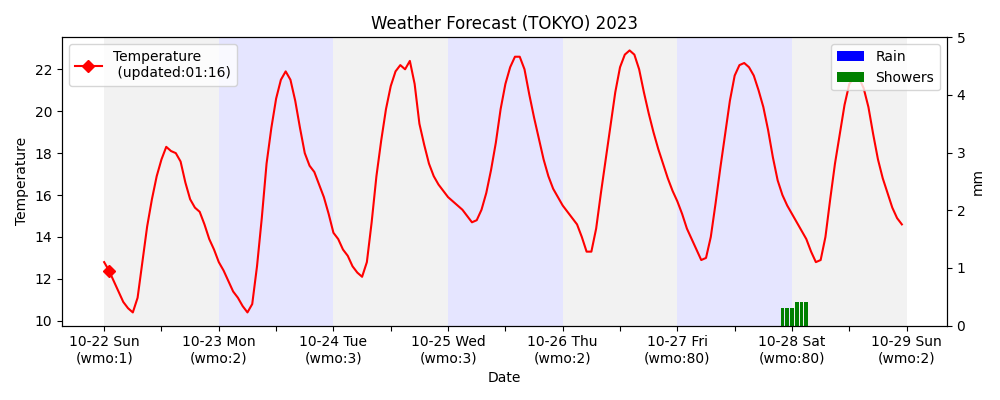 Weather Forecast (TOKYO) 2023
Temperature
(updated:01:16)
Rain
Showers
Temperature
22
20
18
16
14
12
10
5
4
3
2
1
0
mm
10-22 Sun
(wmo:1)
10-23 Mon
(wmo:2)
10-24 Tue
(wmo:3)
10-25 Wed
(wmo:3)
10-26 Thu
(wmo:2)
10-27 Fri
(wmo:80)
10-28 Sat
(wmo:80)
10-29 Sun
(wmo:2)
Date